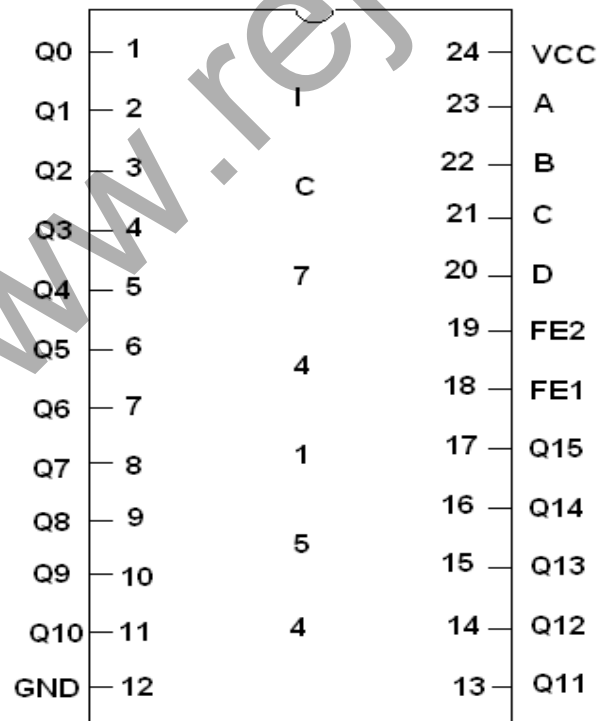 Q0 1 24 VCC
I
Q1 2 23 A
Q2 3 22 B
C
Q3 4 21 C
Q4 5 7 20 D
Q5 6 19 FE2
4
Q6 7 18 FE1
Q7 8 1 17 Q15
Q8 9 16 Q14
5
Q9 10 15 Q13
Q10 11 4 14 Q12
GND 12 13 Q11
www.rej